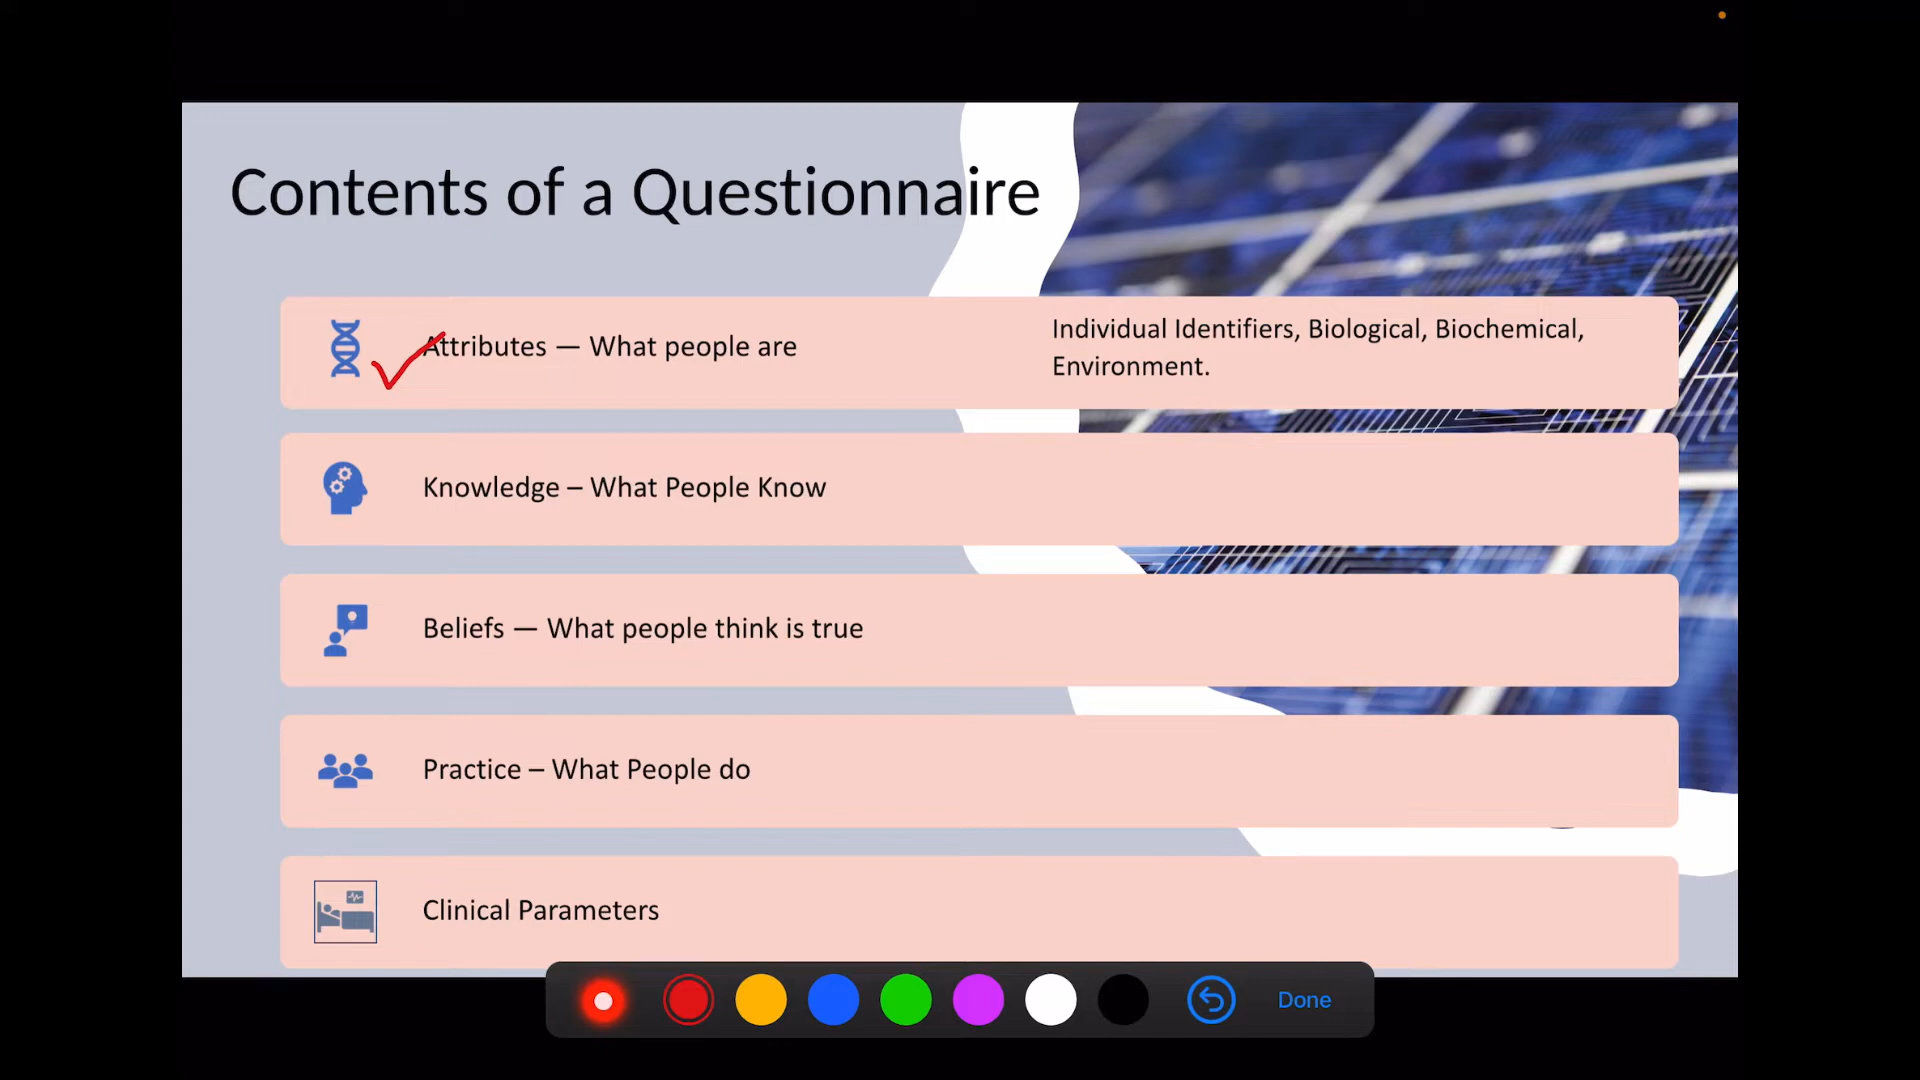 Contents of a Questionnaire
Attributes — What people are
Individual Identifiers, Biological, Biochemical,
Environment.
Knowledge – What People Know
Beliefs — What people think is true
Practice – What People do
Clinical Parameters
Done